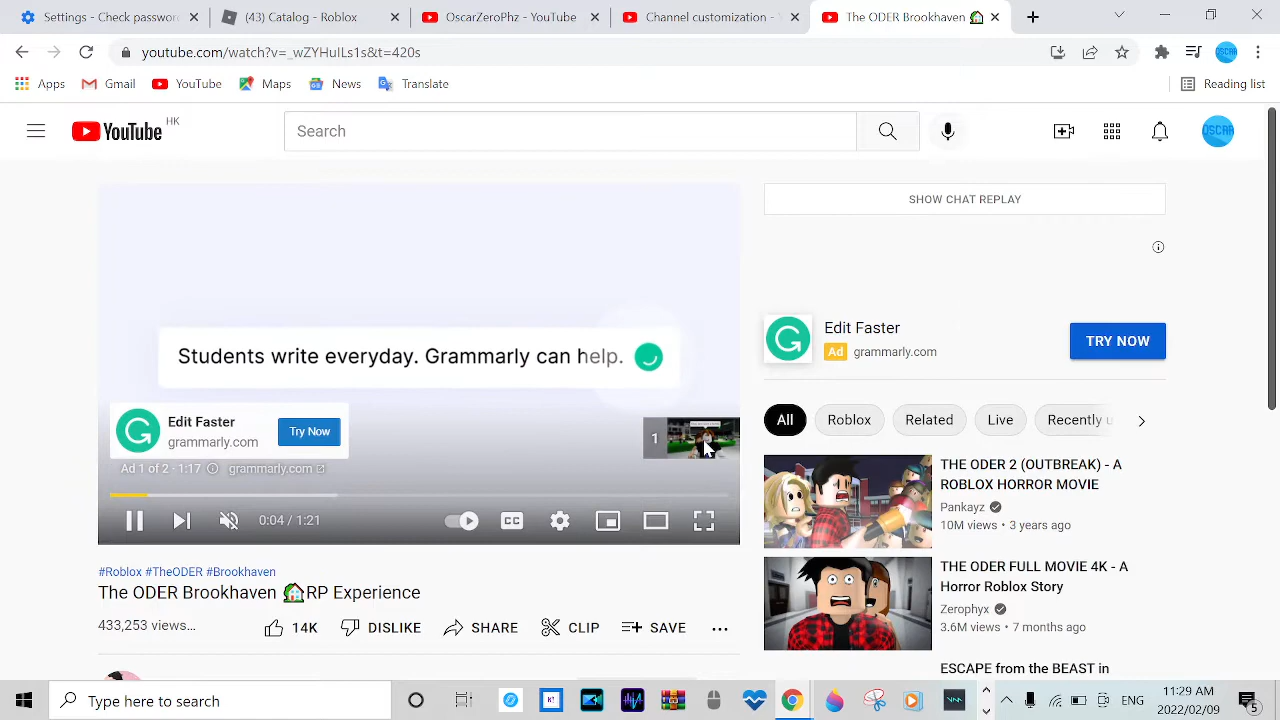 Settings - Checkpasswor
(43) Catalog - Roblox
OscarZeroPhz - YouTube
Channel customisation -
The ODER Brookhaven 🏠
youtube.com/watch?v=_wZYHulLs1s&t=420s
Apps
Gmail
YouTube
Maps
News
Translate
Reading list
YouTube HK
Search
OSCAR
SHOW CHAT REPLAY
Students write everyday. Grammarly can help.
Edit Faster
grammarly.com
Try Now
1
Ad 1 of 2 · 1:17
grammarly.com
0:04 / 1:21
CC
Edit Faster
Ad grammarly.com
TRY NOW
All
Roblox
Related
Live
Recently u
#Roblox #TheODER #Brookhaven
The ODER Brookhaven 🏠RP Experience
433,253 views...
14K
DISLIKE
SHARE
CLIP
SAVE
THE ODER 2 (OUTBREAK) - A
ROBLOX HORROR MOVIE
Pankayz
10M views • 3 years ago
THE ODER FULL MOVIE 4K - A
Horror Roblox Story
Zerophyx
3.6M views • 7 months ago
ESCAPE from the BEAST in
Type here to search
ENG
11:29 AM
2022/02/09
5